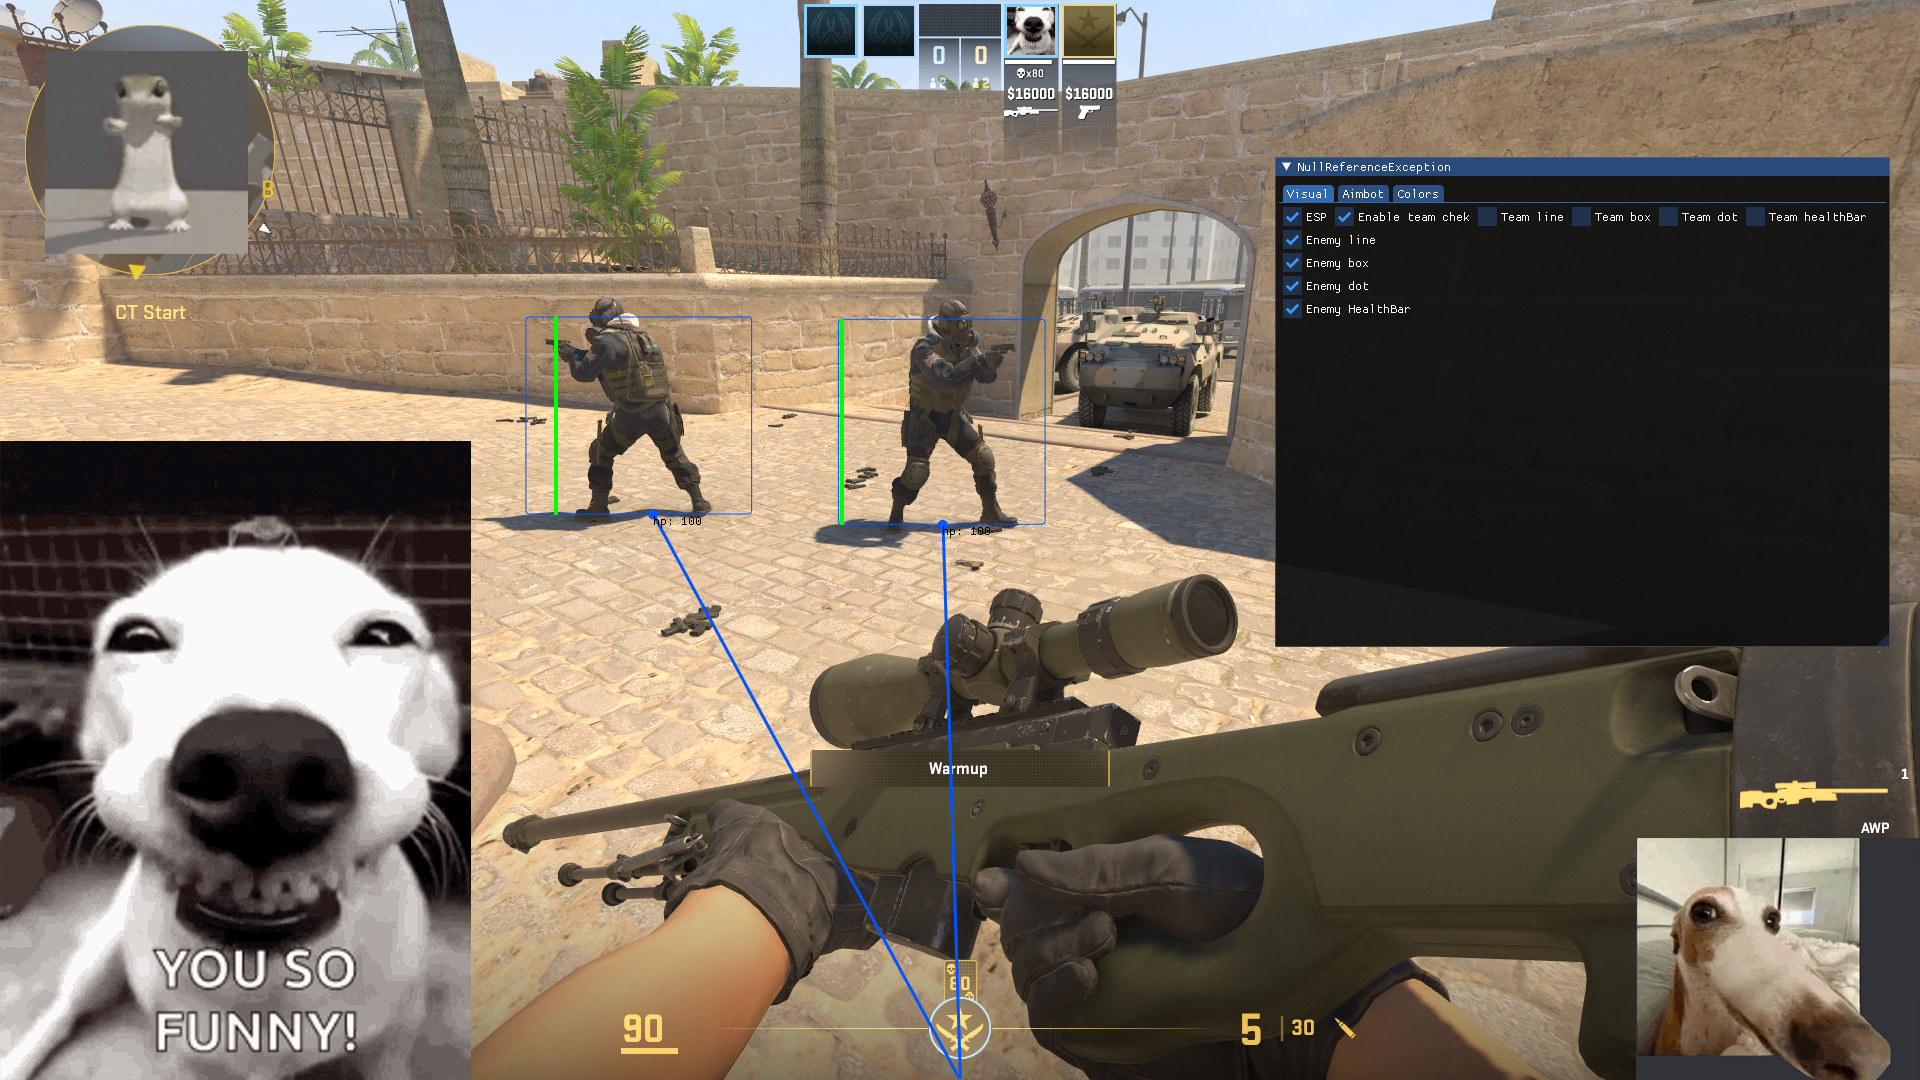 0 0
x80
$16000 $16000
B
CT Start
NullReferenceException
Visual Aimbot Colors
ESP Enable team chek Team line Team box Team dot Team healthBar
Enemy line
Enemy box
Enemy dot
Enemy HealthBar
hp: 100
hp: 100
Warmup
1
AWP
YOU SO
FUNNY!
80
90
5 30